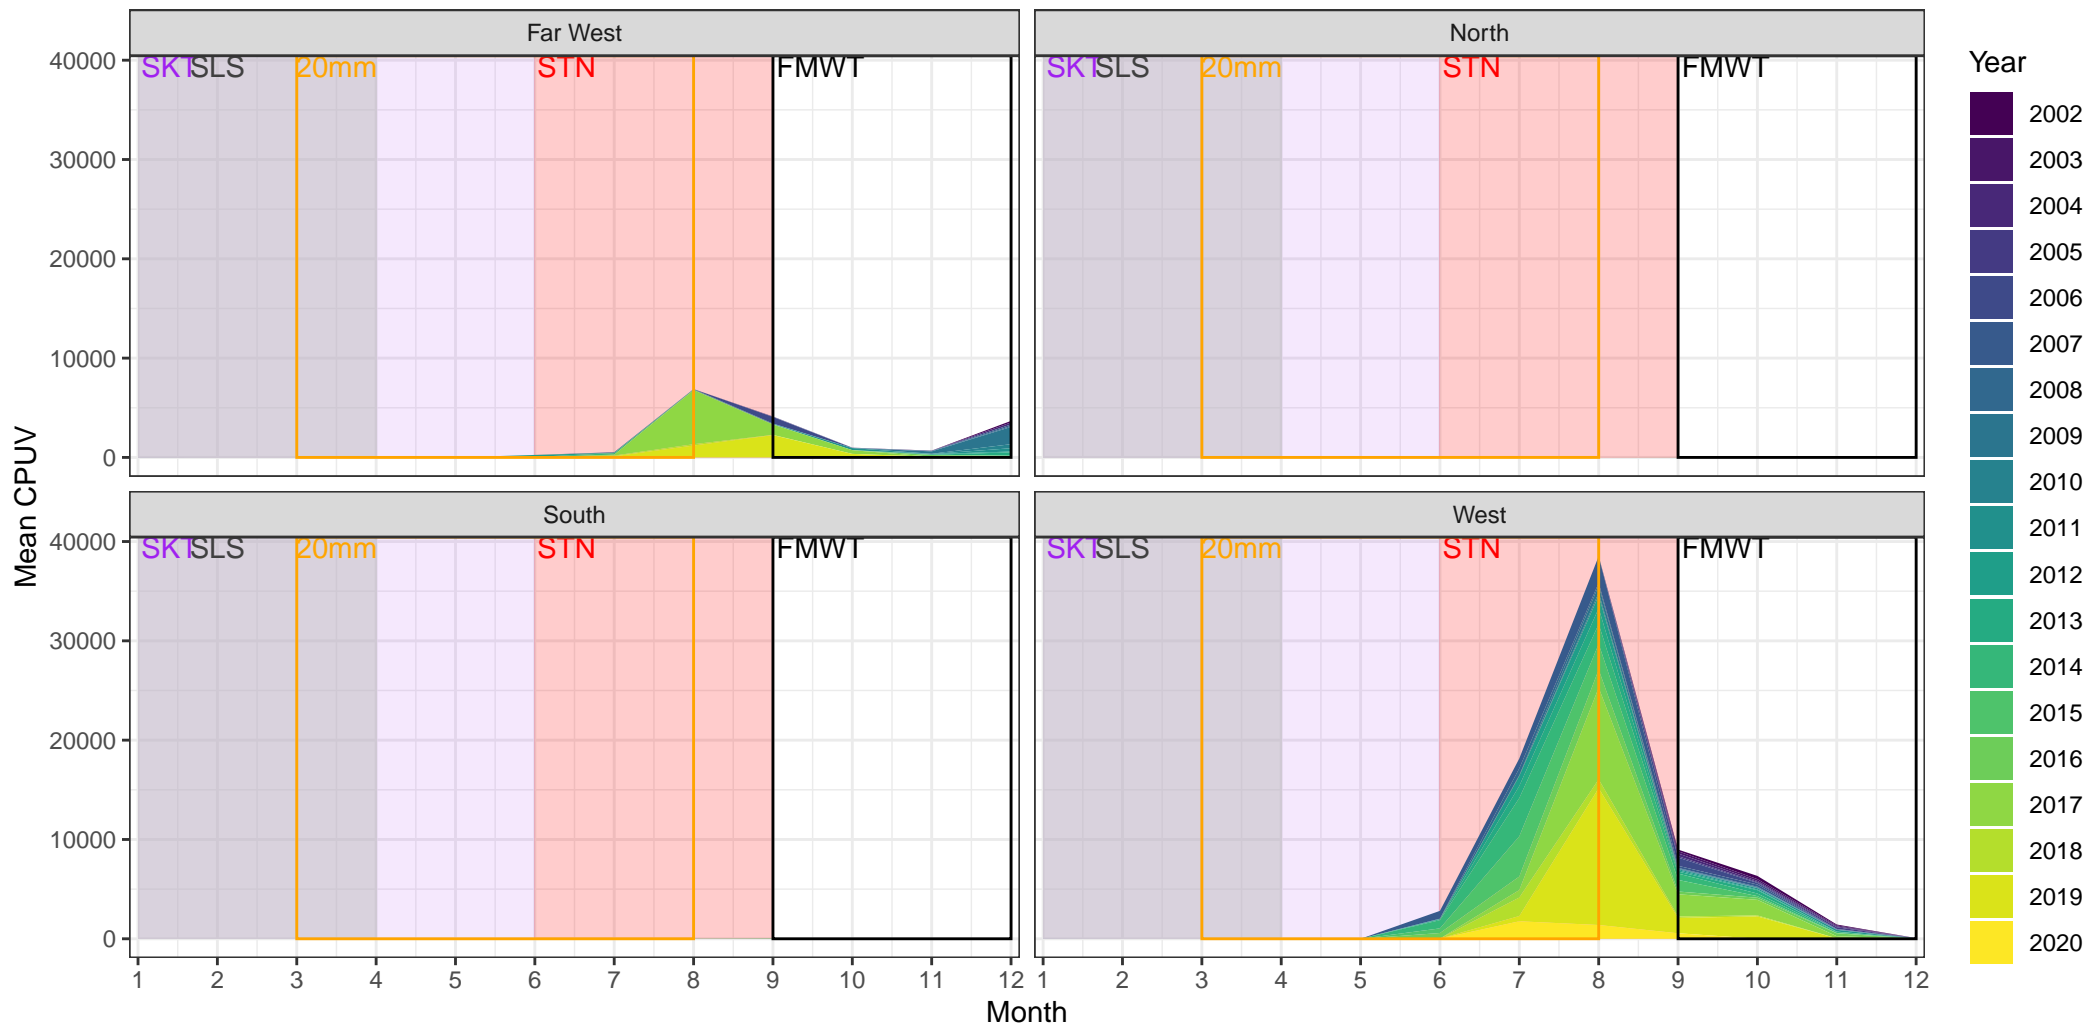 Far West
North
Year
40000
SKT SLS 20mm STN FMWT
SKT SLS 20mm STN FMWT
30000
20000
10000
0
2002
2003
2004
2005
2006
2007
2008
2009
2010
2011
2012
2013
2014
2015
2016
2017
2018
2019
2020
Mean CPUV
South
West
40000
SKT SLS 20mm STN FMWT
SKT SLS 20mm STN FMWT
30000
20000
10000
0
1 2 3 4 5 6 7 8 9 10 11 12
1 2 3 4 5 6 7 8 9 10 11 12
Month